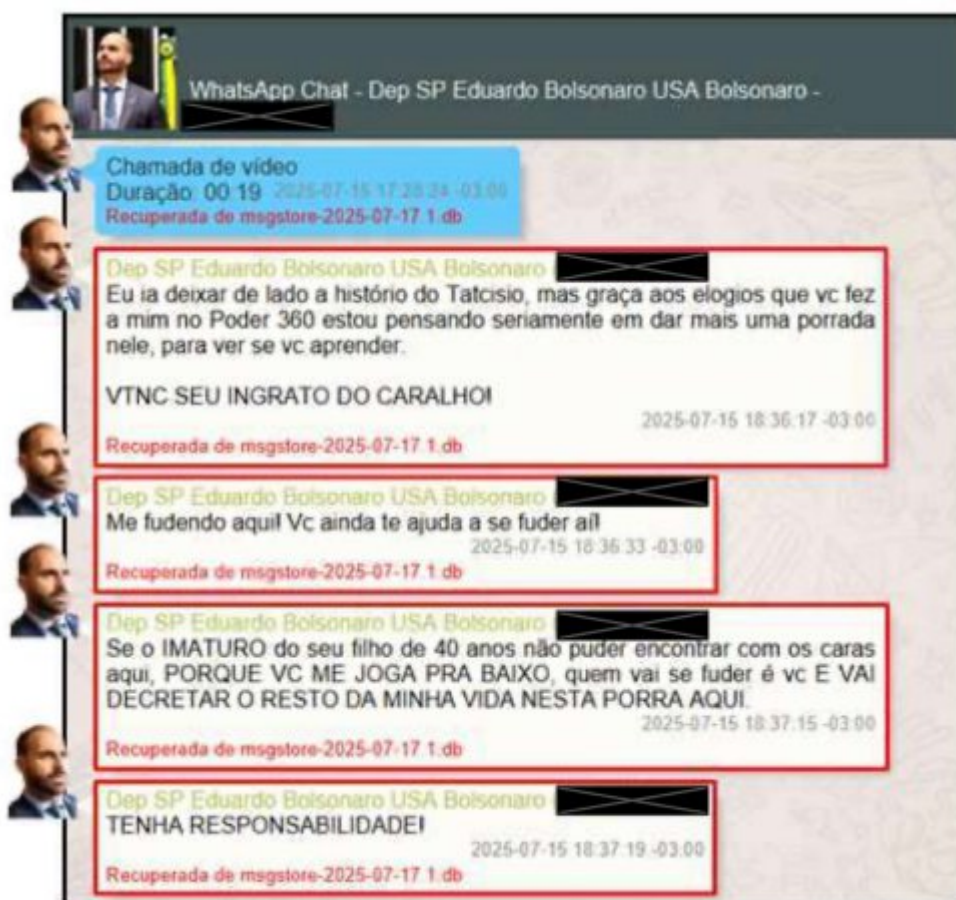 WhatsApp Chat - Dep SP Eduardo Bolsonaro USA Bolsonaro -
Chamada de vídeo
Duração: 00:19 2025-07-15 17:28:24 -03:00
Recuperada de msgstore-2025-07-17 1.db
Dep SP Eduardo Bolsonaro USA Bolsonaro (
Eu ia deixar de lado a histório do Tatcisio, mas graça aos elogios que vc fez
a mim no Poder 360 estou pensando seriamente em dar mais uma porrada
nele, para ver se vc aprender.
VTNC SEU INGRATO DO CARALHO!
2025-07-15 18:36:17 -03:00
Recuperada de msgstore-2025-07-17 1.db
Dep SP Eduardo Bolsonaro USA Bolsonaro (
Me fudendo aqui! Vc ainda te ajuda a se fuder aí!
2025-07-15 18:36:33 -03:00
Recuperada de msgstore-2025-07-17 1.db
Dep SP Eduardo Bolsonaro USA Bolsonaro (
Se o IMATURO do seu filho de 40 anos não puder encontrar com os caras
aqui, PORQUE VC ME JOGA PRA BAIXO, quem vai se fuder é vc E VAI
DECRETAR O RESTO DA MINHA VIDA NESTA PORRA AQUI.
2025-07-15 18:37:15 -03:00
Recuperada de msgstore-2025-07-17 1.db
Dep SP Eduardo Bolsonaro USA Bolsonaro (
TENHA RESPONSABILIDADE!
2025-07-15 18:37:19 -03:00
Recuperada de msgstore-2025-07-17 1.db